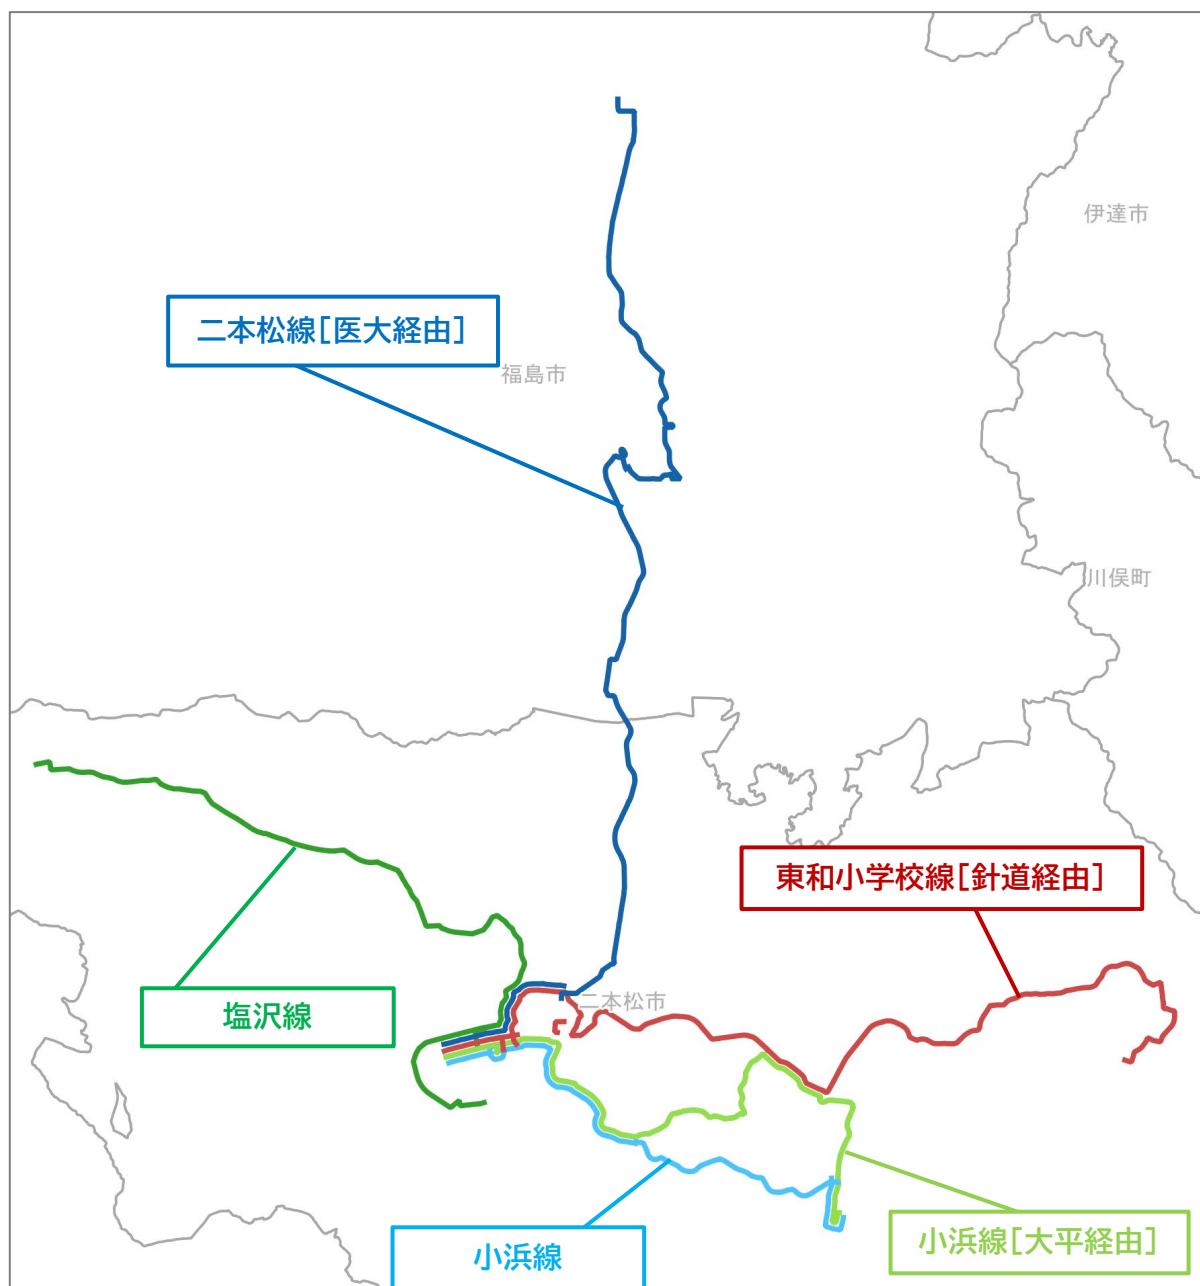 伊達市
二本松線[医大経由]
福島市
川俣町
東和小学校線[針道経由]
二本松市
塩沢線
小浜線[大平経由]
小浜線